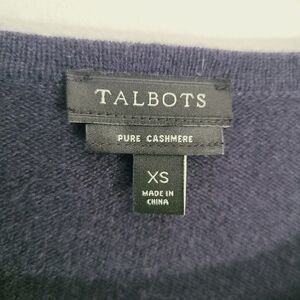 TALBOTS
PURE CASHMERE
XS
MADE IN
CHINA